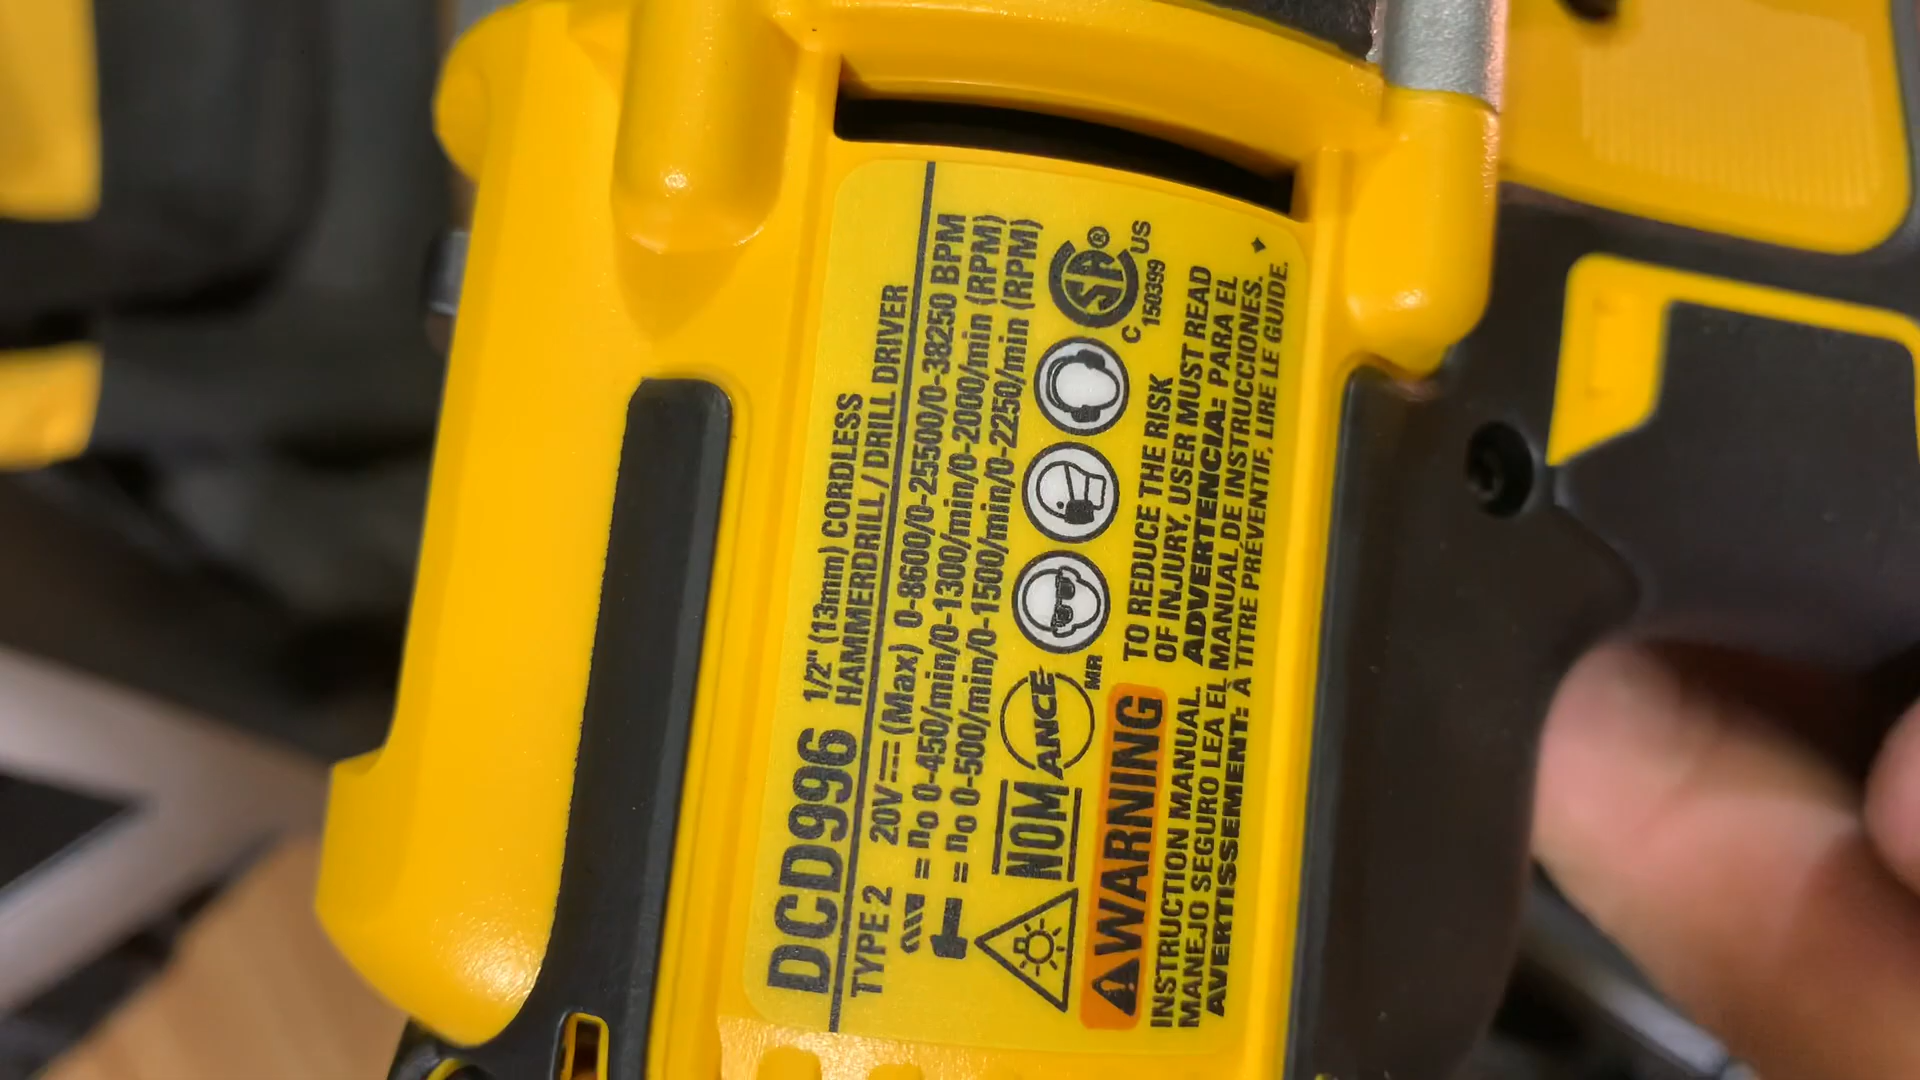 DCD996 1/2" (13mm) CORDLESS
HAMMERDRILL / DRILL DRIVER
TYPE 2 20V (Max) 0-8600/0-25500/0-38250 BPM
= n₀ 0-450/min/0-1300/min/0-2000/min (RPM)
= n₀ 0-500/min/0-1500/min/0-2250/min (RPM)
NOM ANCE MR
SA ®
C US
150399
WARNING TO REDUCE THE RISK
OF INJURY, USER MUST READ
INSTRUCTION MANUAL. ADVERTENCIA: PARA EL
MANEJO SEGURO LEA EL MANUAL DE INSTRUCCIONES.
AVERTISSEMENT: À TITRE PRÉVENTIF, LIRE LE GUIDE.